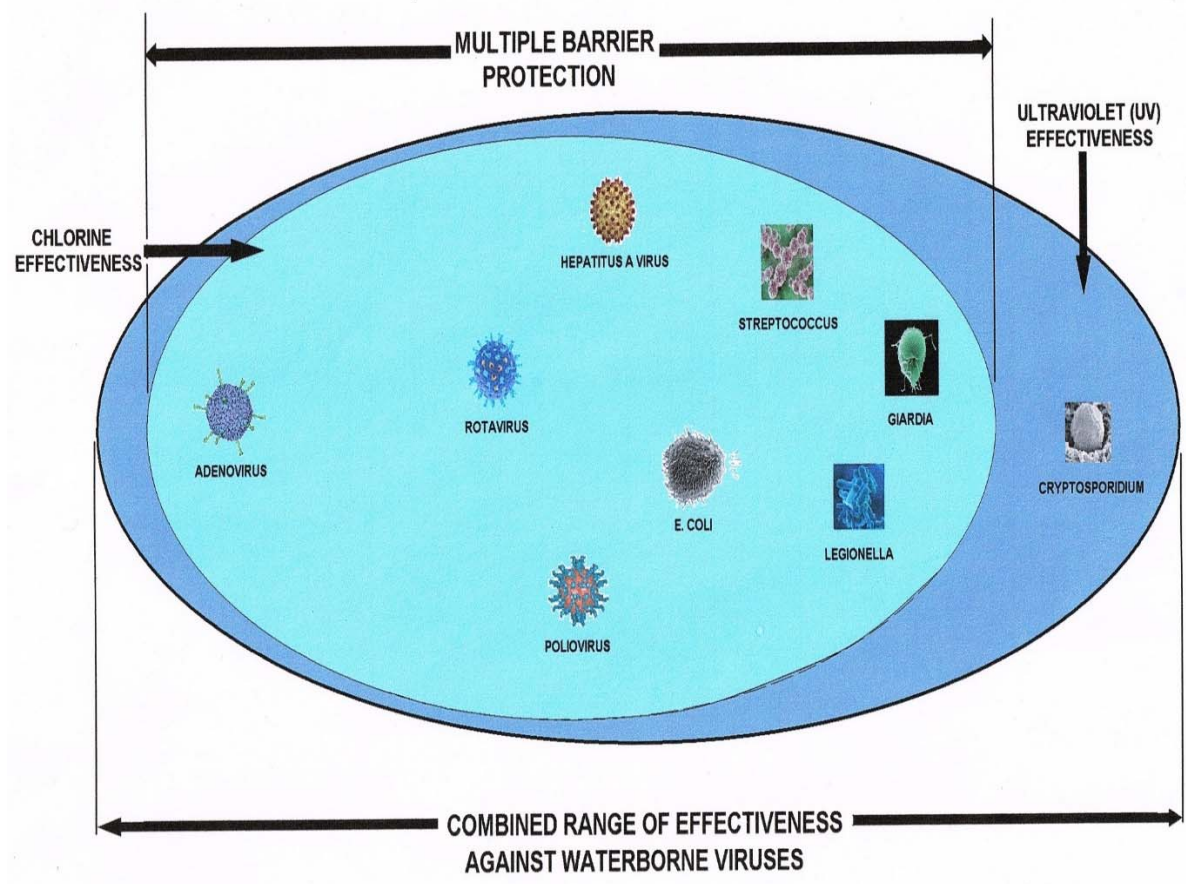 MULTIPLE BARRIER
PROTECTION
ULTRAVIOLET (UV)
EFFECTIVENESS
CHLORINE
EFFECTIVENESS
HEPATITUS A VIRUS
STREPTOCOCCUS
GIARDIA
ROTAVIRUS
ADENOVIRUS
CRYPTOSPORIDIUM
E. COLI
LEGIONELLA
POLIOVIRUS
COMBINED RANGE OF EFFECTIVENESS
AGAINST WATERBORNE VIRUSES